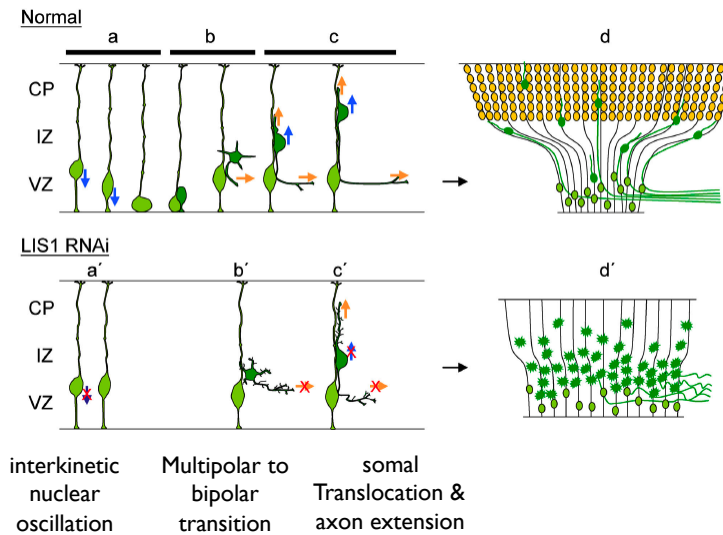 Normal
a b c d
CP
IZ
VZ
LIS1 RNAi
a´ b´ c´ d´
CP
IZ
VZ
interkinetic
nuclear
oscillation
Multipolar to
bipolar
transition
somal
Translocation &
axon extension